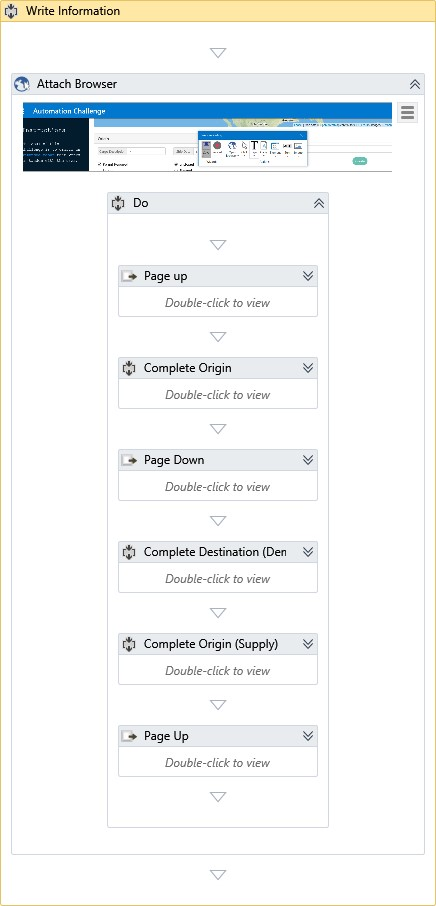 Write Information
Attach Browser
Automation Challenge
Instructions
Do
Page up
Double-click to view
Complete Origin
Double-click to view
Page Down
Double-click to view
Complete Destination (Den
Double-click to view
Complete Origin (Supply)
Double-click to view
Page Up
Double-click to view